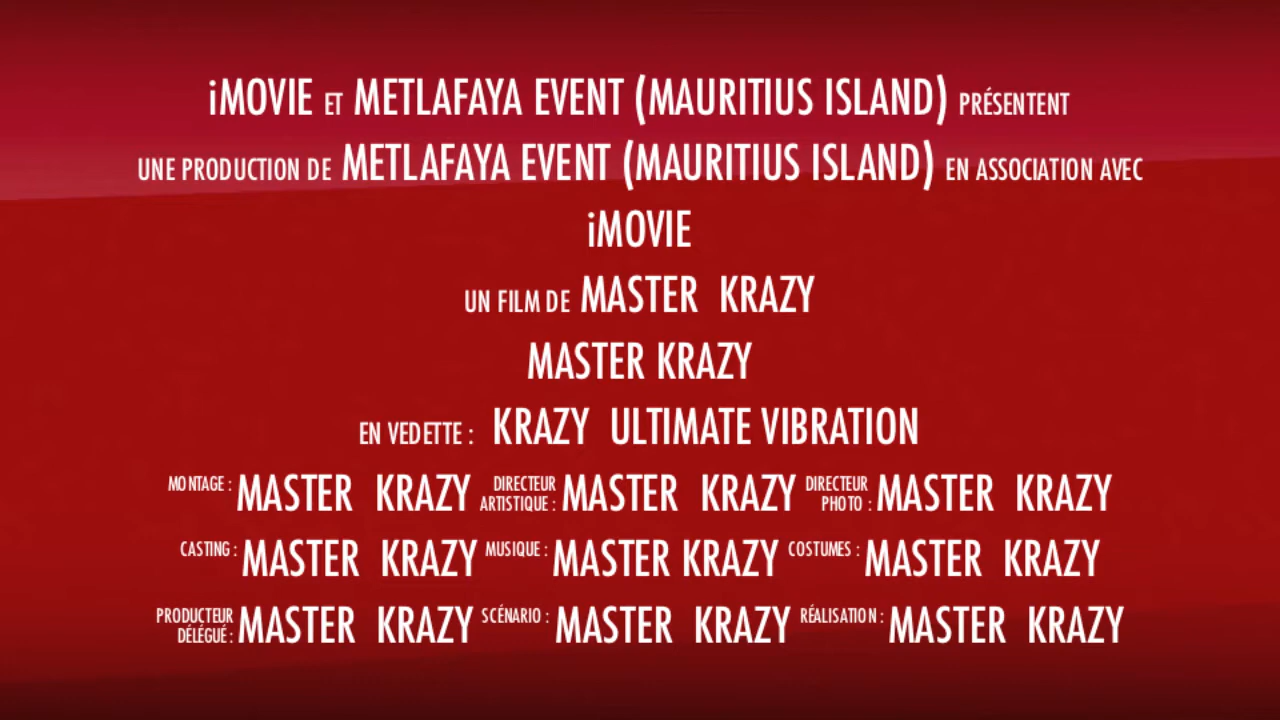 iMOVIE ET METLAFAYA EVENT (MAURITIUS ISLAND) PRÉSENTENT
UNE PRODUCTION DE METLAFAYA EVENT (MAURITIUS ISLAND) EN ASSOCIATION AVEC
iMOVIE
UN FILM DE MASTER KRAZY
MASTER KRAZY
EN VEDETTE : KRAZY ULTIMATE VIBRATION
MONTAGE : MASTER KRAZY DIRECTEUR ARTISTIQUE : MASTER KRAZY DIRECTEUR PHOTO : MASTER KRAZY
CASTING : MASTER KRAZY MUSIQUE : MASTER KRAZY COSTUMES : MASTER KRAZY
PRODUCTEUR DÉLÉGUÉ : MASTER KRAZY SCÉNARIO : MASTER KRAZY RÉALISATION : MASTER KRAZY